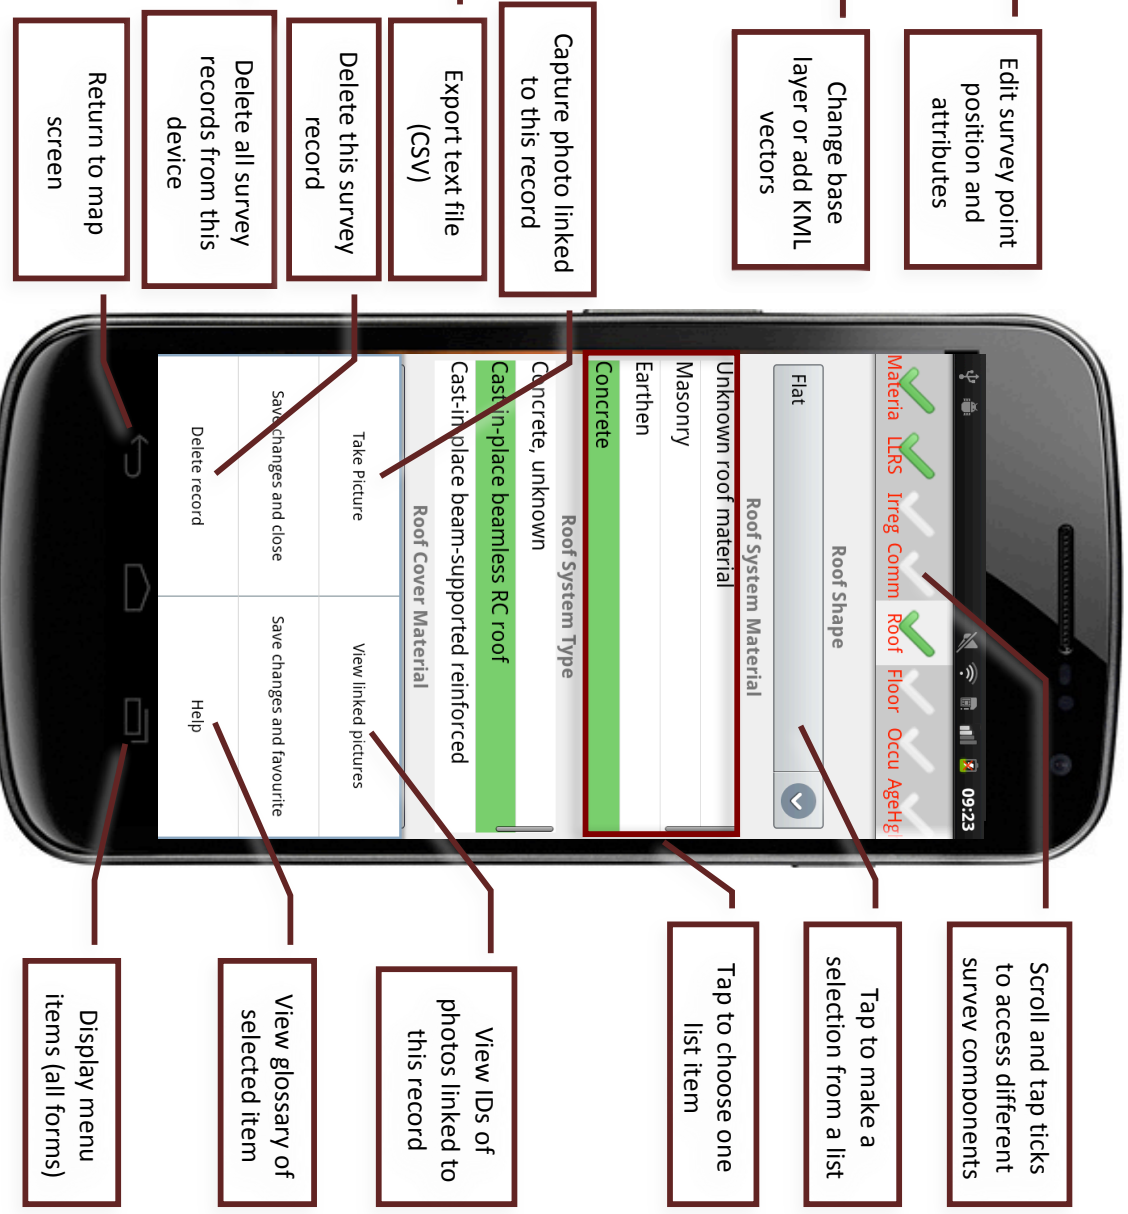 Edit survey point
position and
attributes
Change base
layer or add KML
vectors
Capture photo linked
to this record
Export text file
(CSV)
Delete this survey
record
Delete all survey
records from this
device
Return to map
screen
09:23
Materia LLRS Irreg Comm Roof Floor Occu AgeHg
Roof Shape
Flat
Roof System Material
Unknown roof material
Masonry
Earthen
Concrete
Roof System Type
Concrete, unknown
Cast-in-place beamless RC roof
Cast-in-place beam-supported reinforced
Roof Cover Material
Take Picture
View linked pictures
Save changes and close
Save changes and favourite
Delete record
Help
Scroll and tap ticks
to access different
survey components
Tap to make a
selection from a list
Tap to choose one
list item
View IDs of
photos linked to
this record
View glossary of
selected item
Display menu
items (all forms)